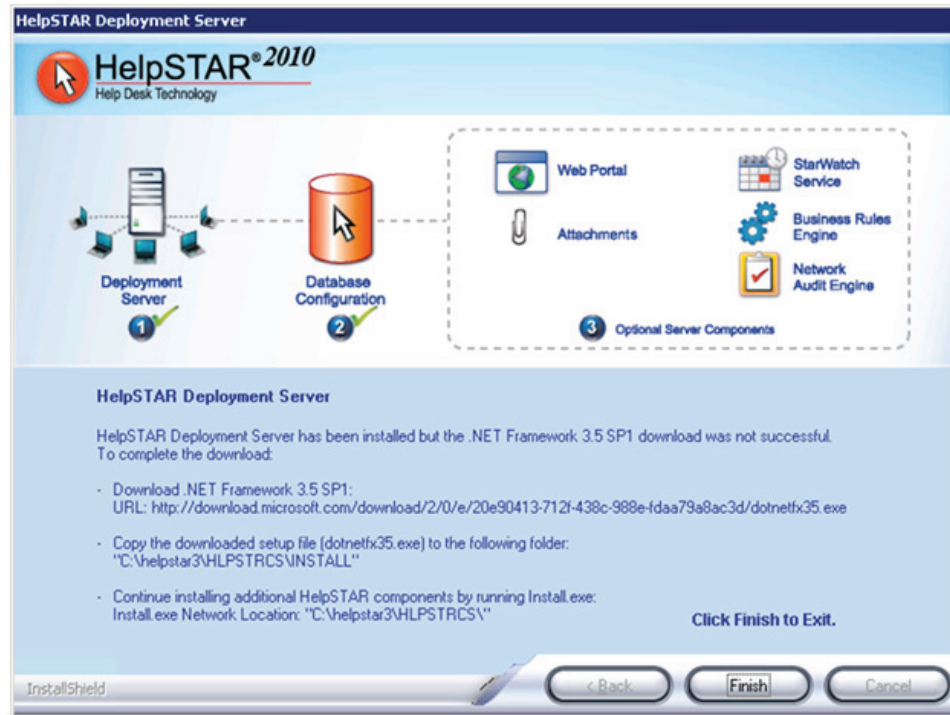 HelpSTAR Deployment Server
HelpSTAR® 2010
Help Desk Technology
Deployment
Server
1
Database
Configuration
2
Web Portal
Attachments
StarWatch
Service
Business Rules
Engine
Network
Audit Engine
3 Optional Server Components
HelpSTAR Deployment Server
HelpSTAR Deployment Server has been installed but the .NET Framework 3.5 SP1 download was not successful.
To complete the download:
- Download .NET Framework 3.5 SP1:
URL: http://download.microsoft.com/download/2/0/e/20e90413-712f-438c-988e-fdaa79a8ac3d/dotnetfx35.exe
- Copy the downloaded setup file (dotnetfx35.exe) to the following folder:
"C:\helpstar3\HLPSTRCS\INSTALL"
- Continue installing additional HelpSTAR components by running Install.exe:
Install.exe Network Location: "C:\helpstar3\HLPSTRCS\"
Click Finish to Exit.
InstallShield
< Back
Finish
Cancel